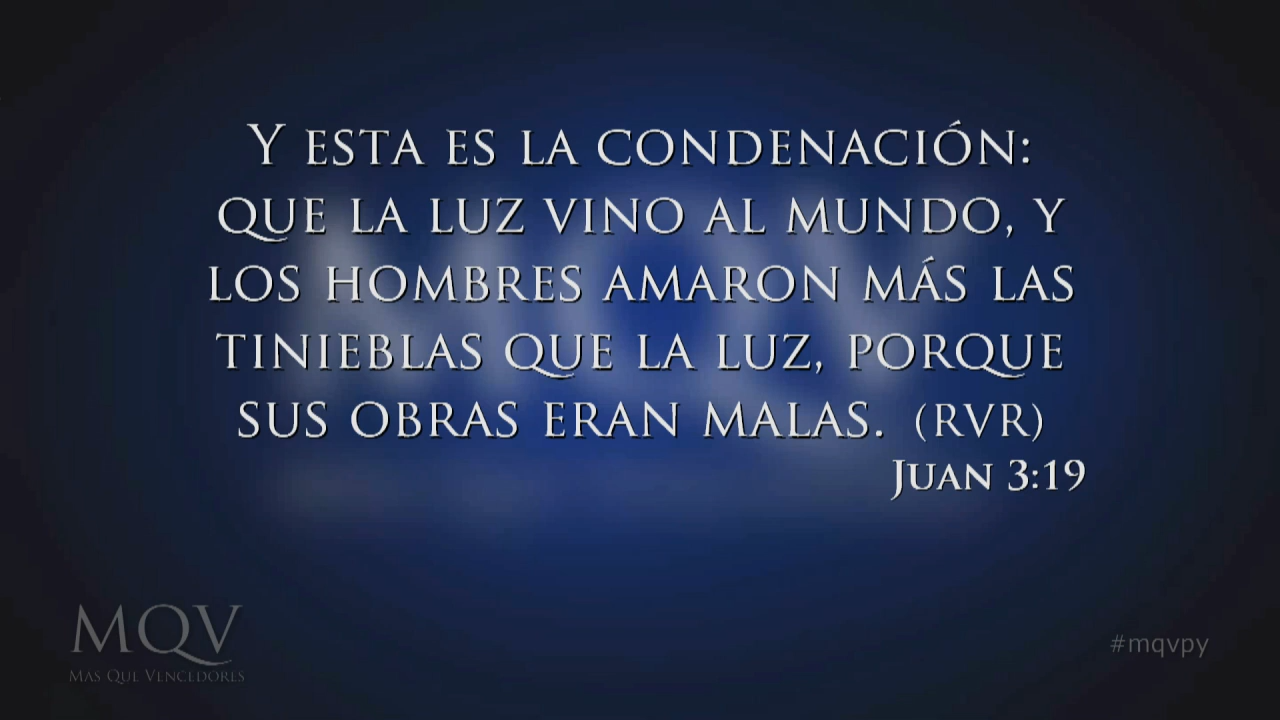 Y ESTA ES LA CONDENACIÓN:
QUE LA LUZ VINO AL MUNDO, Y
LOS HOMBRES AMARON MÁS LAS
TINIEBLAS QUE LA LUZ, PORQUE
SUS OBRAS ERAN MALAS. (RVR)
JUAN 3:19
MQV
MAS QUE VENCEDORES
#mqvpy